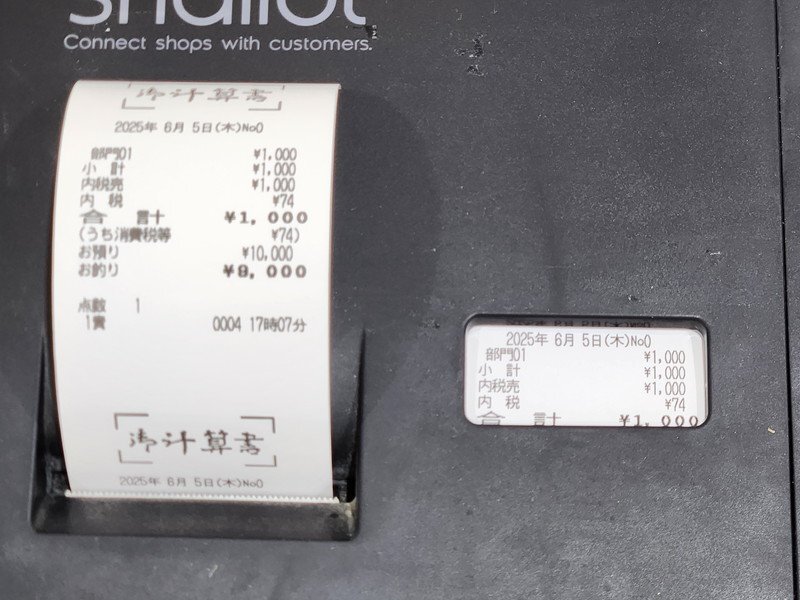 Shallot
Connect shops with customers.
御計算書
2025年 6月 5日(木)No0
部門01 ¥1,000
小 計 ¥1,000
内税売 ¥1,000
内 税 ¥74
合 計 ¥1,000
(うち消費税等 ¥74)
お預り ¥10,000
お釣り ¥9,000
点数 1
1責 0004 17時07分
御計算書
2025年 6月 5日(木)No0
2025年 6月 5日(木)No0
部門01 ¥1,000
小 計 ¥1,000
内税売 ¥1,000
内 税 ¥74
合 計 ¥1,000